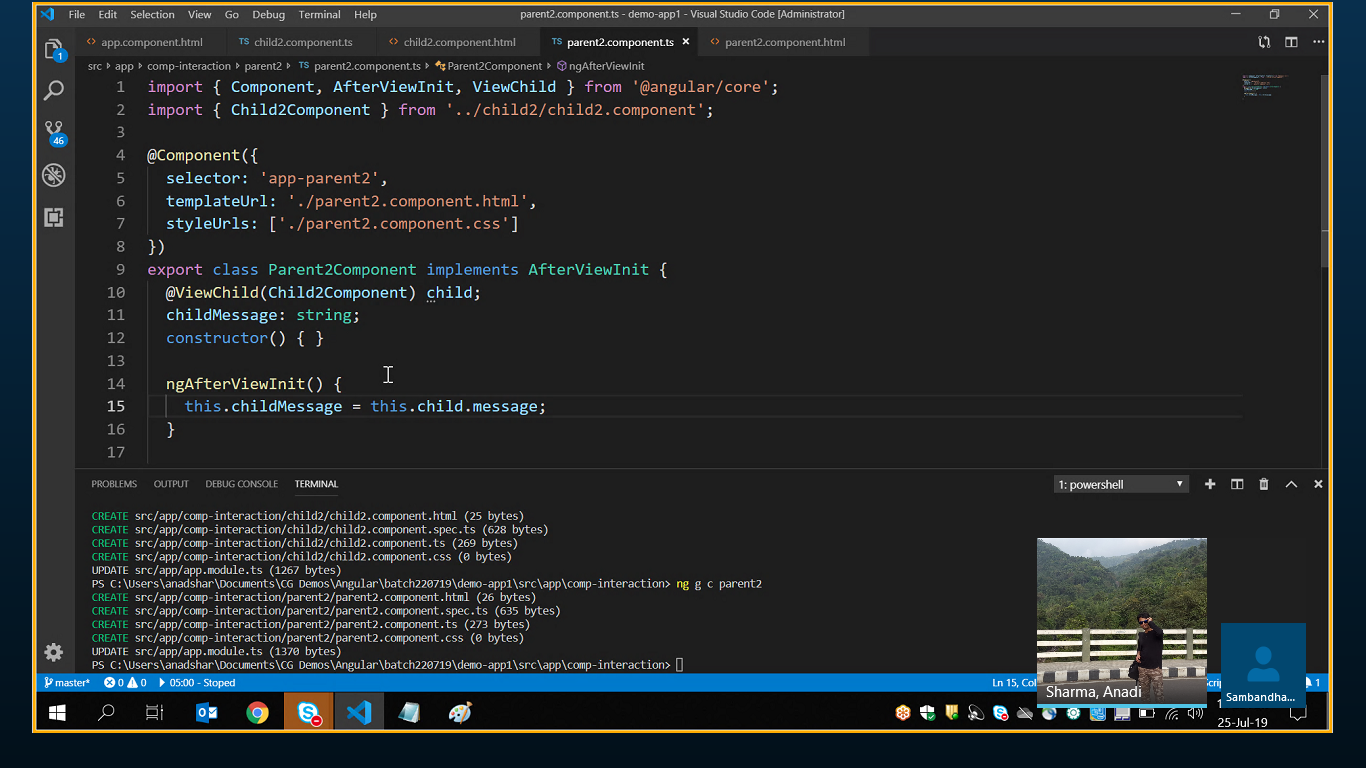 File Edit Selection View Go Debug Terminal Help parent2.component.ts - demo-app1 - Visual Studio Code [Administrator]
app.component.html TS child2.component.ts child2.component.html TS parent2.component.ts parent2.component.html
src > app > comp-interaction > parent2 > TS parent2.component.ts > Parent2Component > ngAfterViewInit
1 import { Component, AfterViewInit, ViewChild } from '@angular/core';
2 import { Child2Component } from '../child2/child2.component';
3
4 @Component({
5 selector: 'app-parent2',
6 templateUrl: './parent2.component.html',
7 styleUrls: ['./parent2.component.css']
8 })
9 export class Parent2Component implements AfterViewInit {
10 @ViewChild(Child2Component) child;
11 childMessage: string;
12 constructor() { }
13
14 ngAfterViewInit() {
15 this.childMessage = this.child.message;
16 }
17
1
46
PROBLEMS OUTPUT DEBUG CONSOLE TERMINAL 1: powershell
CREATE src/app/comp-interaction/child2/child2.component.html (25 bytes)
CREATE src/app/comp-interaction/child2/child2.component.spec.ts (628 bytes)
CREATE src/app/comp-interaction/child2/child2.component.ts (269 bytes)
CREATE src/app/comp-interaction/child2/child2.component.css (0 bytes)
UPDATE src/app/app.module.ts (1267 bytes)
PS C:\Users\anadshar\Documents\CG Demos\Angular\batch220719\demo-app1\src\app\comp-interaction> ng g c parent2
CREATE src/app/comp-interaction/parent2/parent2.component.html (26 bytes)
CREATE src/app/comp-interaction/parent2/parent2.component.spec.ts (635 bytes)
CREATE src/app/comp-interaction/parent2/parent2.component.ts (273 bytes)
CREATE src/app/comp-interaction/parent2/parent2.component.css (0 bytes)
UPDATE src/app/app.module.ts (1370 bytes)
PS C:\Users\anadshar\Documents\CG Demos\Angular\batch220719\demo-app1\src\app\comp-interaction>
master* 0 0 05:00 - Stoped Ln 15, Col 1
Sharma, Anadi
Sambandha...
25-Jul-19